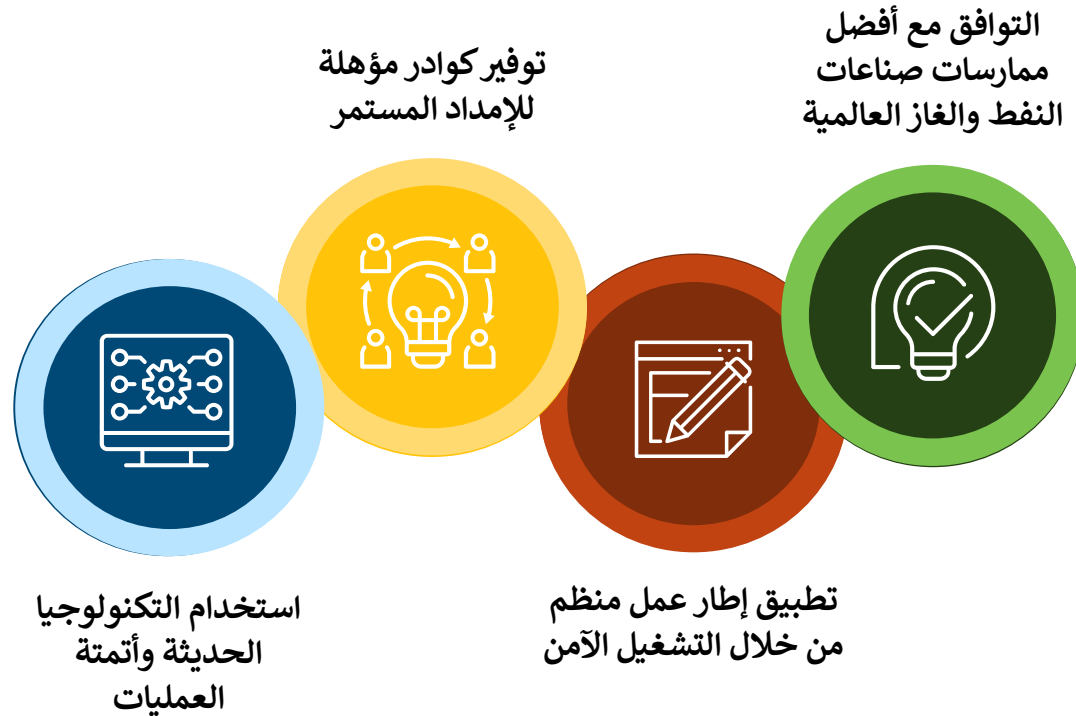 التوافق مع أفضل
ممارسات صناعات
النفط والغاز العالمية
تطبيق إطار عمل منظم
من خلال التشغيل الآمن
توفير كوادر مؤهلة
للإمداد المستمر
استخدام التكنولوجيا
الحديثة وأتمتة
العمليات